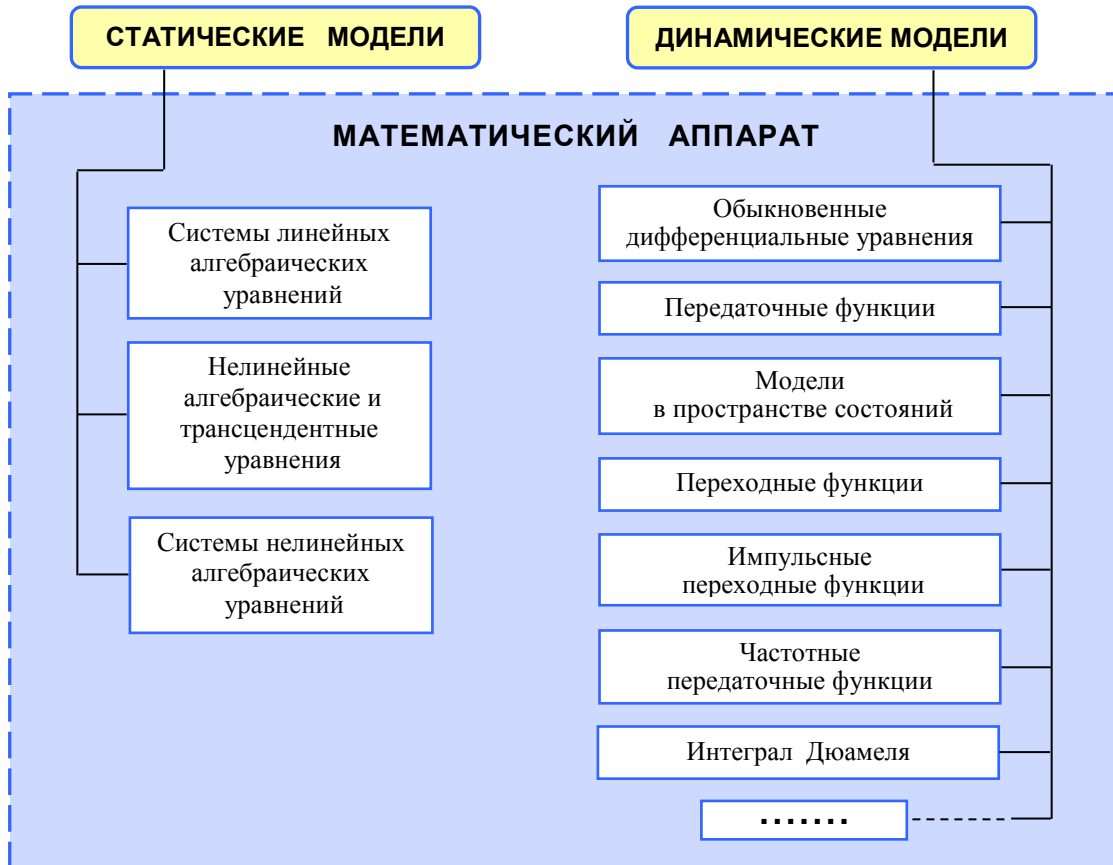 СТАТИЧЕСКИЕ МОДЕЛИ
ДИНАМИЧЕСКИЕ МОДЕЛИ
МАТЕМАТИЧЕСКИЙ АППАРАТ
Системы линейных
алгебраических
уравнений
Нелинейные
алгебраические и
трансцендентные
уравнения
Системы нелинейных
алгебраических
уравнений
Обыкновенные
дифференциальные уравнения
Передаточные функции
Модели
в пространстве состояний
Переходные функции
Импульсные
переходные функции
Частотные
передаточные функции
Интеграл Дюамеля
.......